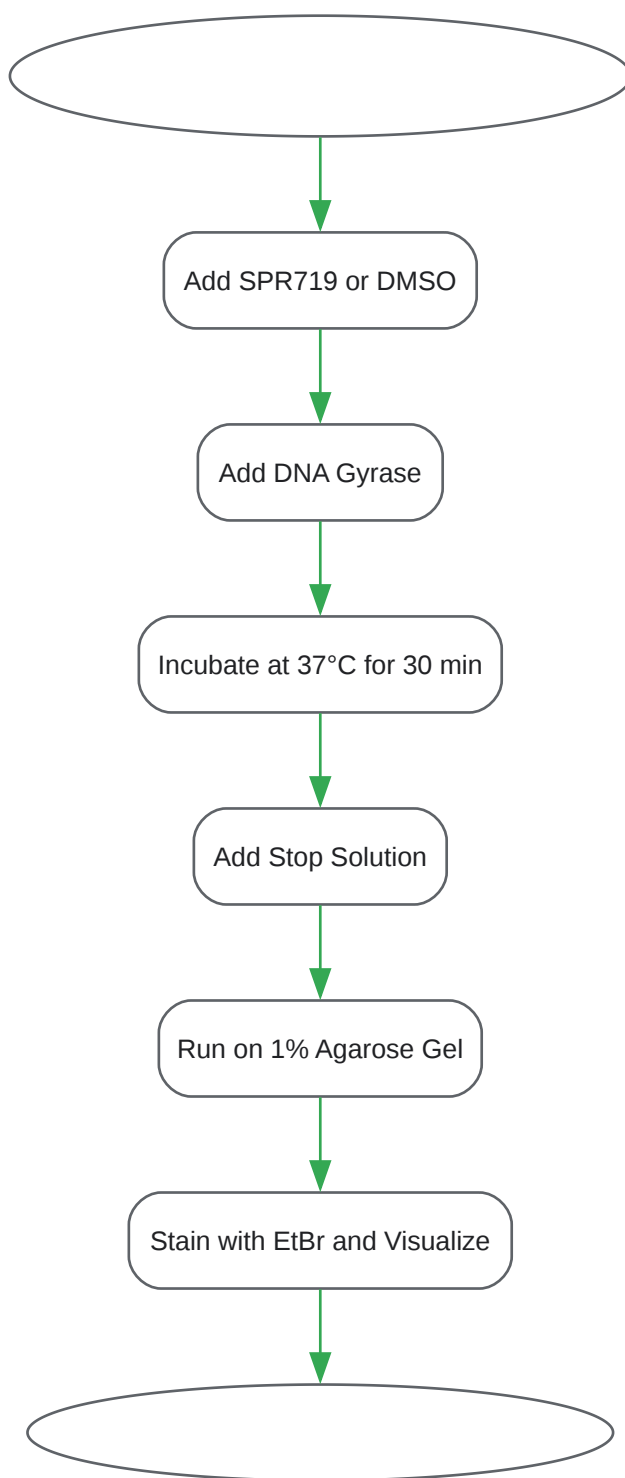 Add SPR719 or DMSO
Add DNA Gyrase
Incubate at 37°C for 30 min
Add Stop Solution
Run on 1% Agarose Gel
Stain with EtBr and Visualize